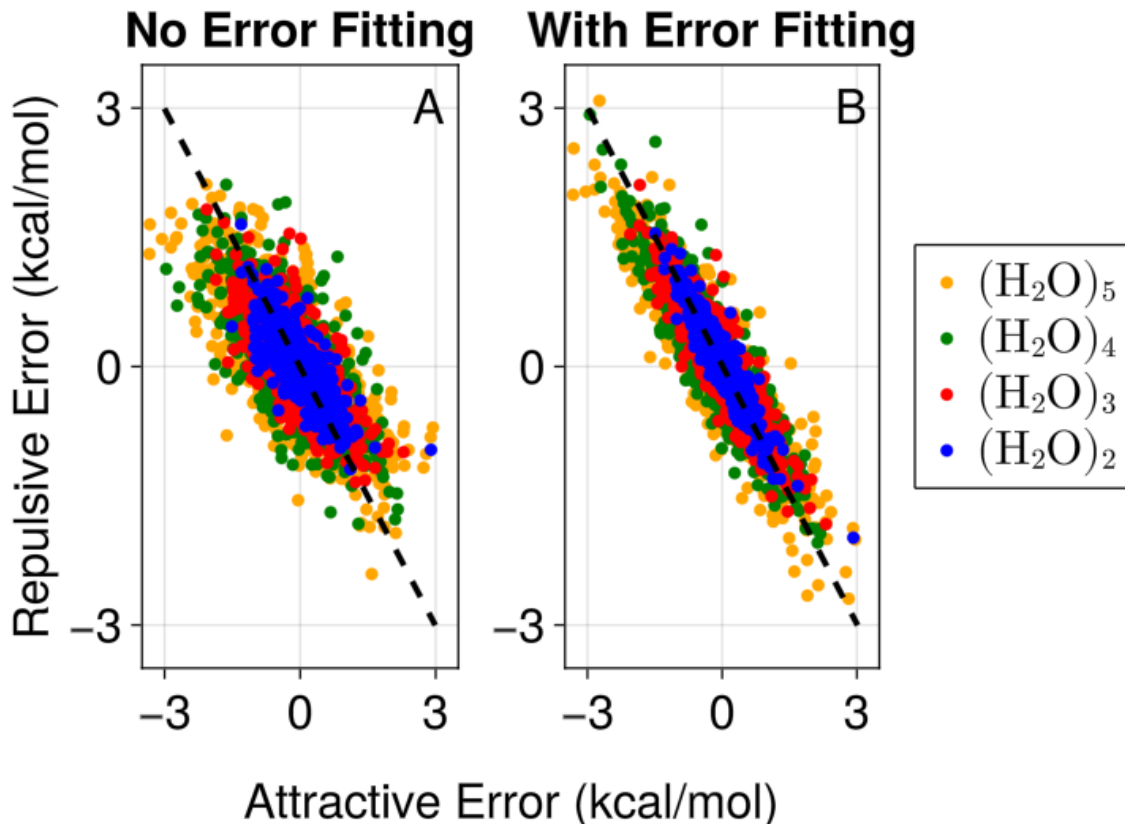 No Error Fitting
With Error Fitting
Repulsive Error (kcal/mol)
3
0
−3
A
−3
0
3
3
0
−3
B
−3
0
3
Attractive Error (kcal/mol)
(H₂O)₅
(H₂O)₄
(H₂O)₃
(H₂O)₂